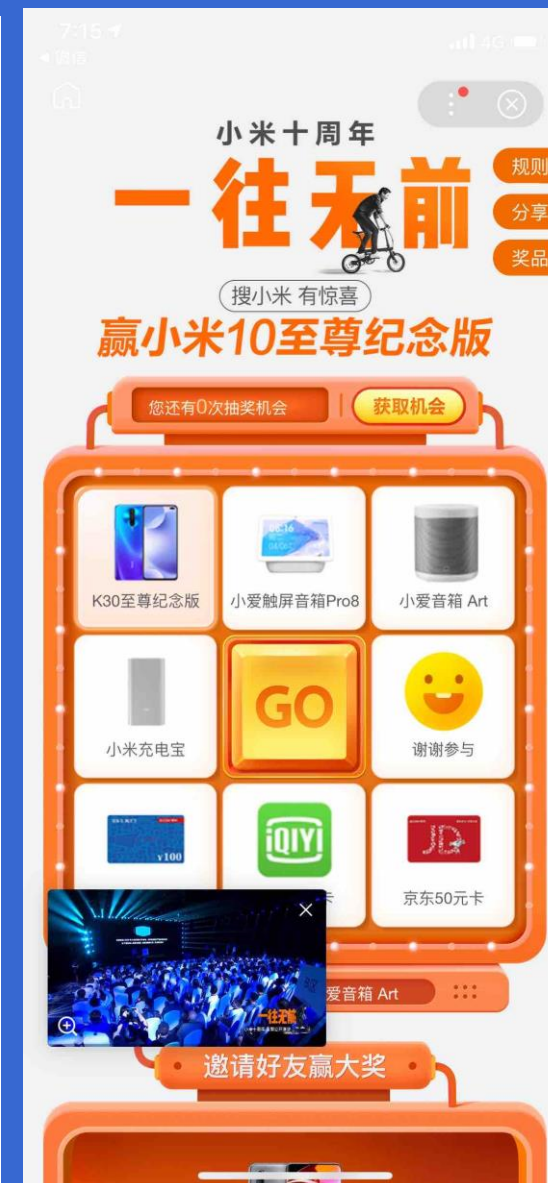 7:15
4G
微信
小米十周年
一往无前
规则
分享
奖品
搜小米 有惊喜
赢小米10至尊纪念版
您还有0次抽奖机会
获取机会
K30至尊纪念版
小爱触屏音箱Pro8
小爱音箱 Art
小米充电宝
GO
谢谢参与
¥100
iQIYI
JD
卡
京东50元卡
一往无前
爱音箱 Art
邀请好友赢大奖